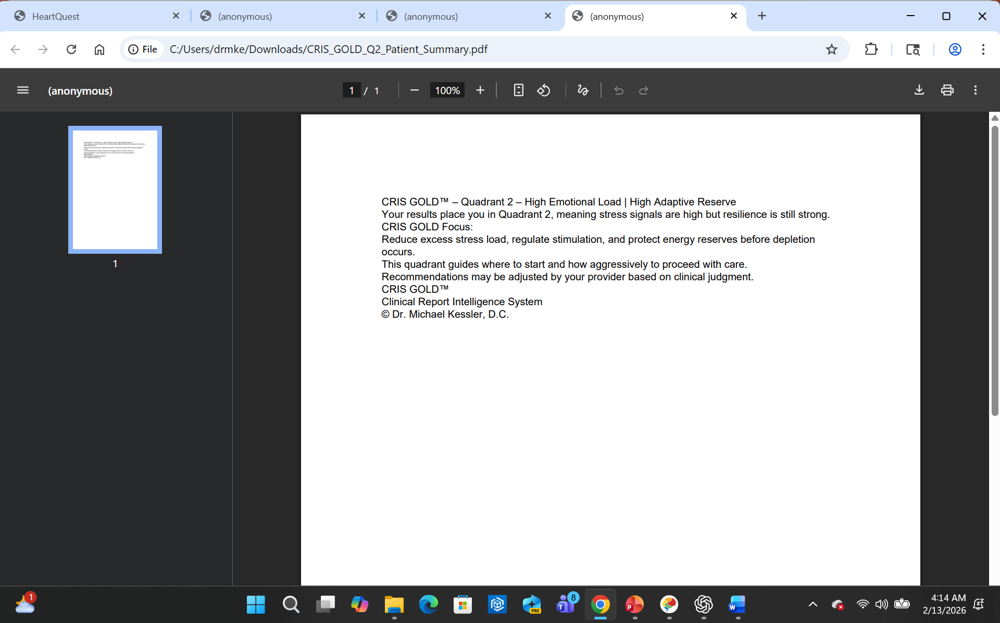 HeartQuest
(anonymous)
(anonymous)
(anonymous)
File
C:/Users/drmke/Downloads/CRIS_GOLD_Q2_Patient_Summary.pdf
(anonymous)
1 / 1
100%
1
CRIS GOLD™ – Quadrant 2 – High Emotional Load | High Adaptive Reserve
Your results place you in Quadrant 2, meaning stress signals are high but resilience is still strong.
CRIS GOLD Focus:
Reduce excess stress load, regulate stimulation, and protect energy reserves before depletion
occurs.
This quadrant guides where to start and how aggressively to proceed with care.
Recommendations may be adjusted by your provider based on clinical judgment.
CRIS GOLD™
Clinical Report Intelligence System
© Dr. Michael Kessler, D.C.
1
PRE
T
8
P
W
4:14 AM
2/13/2026